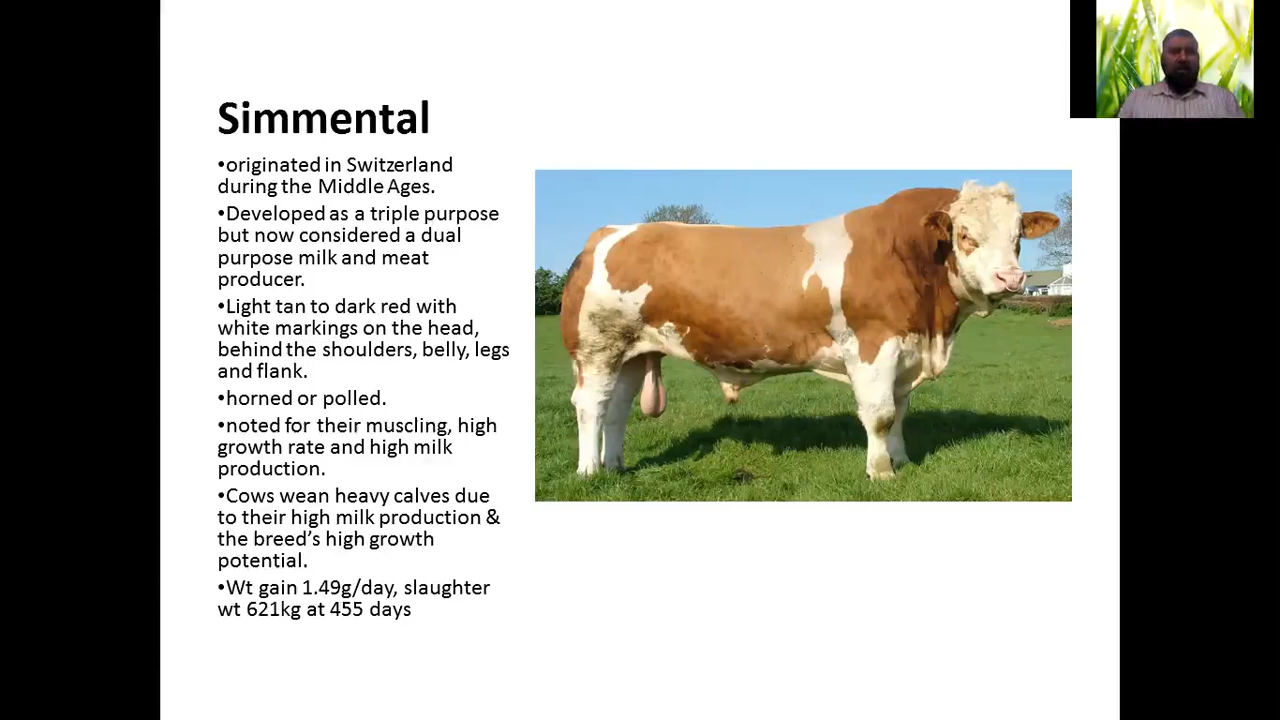 Simmental
•originated in Switzerland
during the Middle Ages.
•Developed as a triple purpose
but now considered a dual
purpose milk and meat
producer.
•Light tan to dark red with
white markings on the head,
behind the shoulders, belly, legs
and flank.
•horned or polled.
•noted for their muscling, high
growth rate and high milk
production.
•Cows wean heavy calves due
to their high milk production &
the breed’s high growth
potential.
•Wt gain 1.49g/day, slaughter
wt 621kg at 455 days